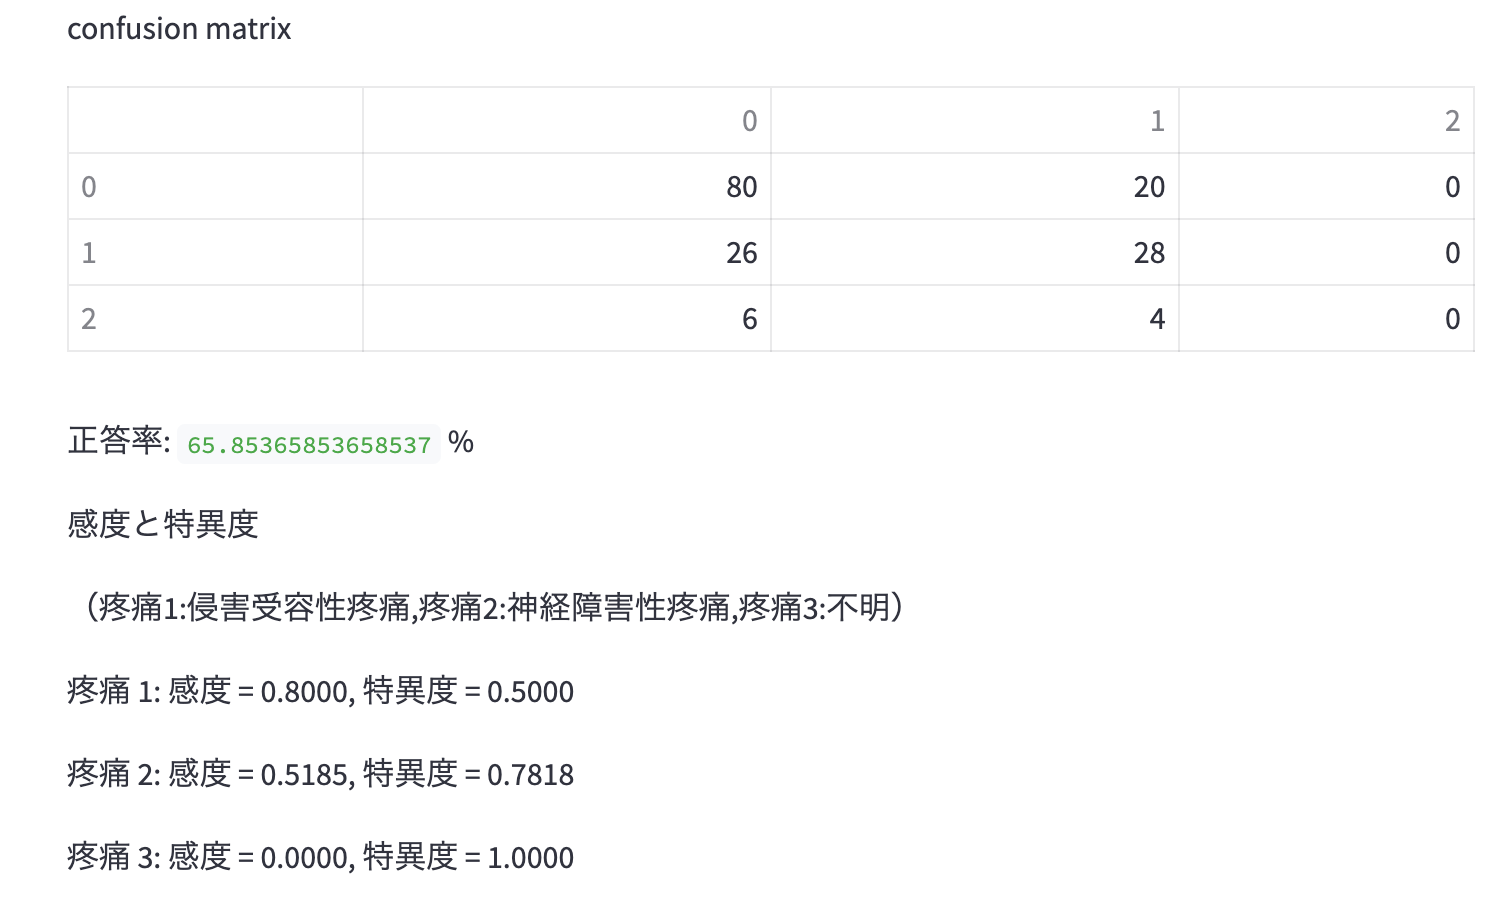 confusion matrix
0 1 2
0 80 20 0
1 26 28 0
2 6 4 0
正答率: 65.85365853658537 %
感度と特異度
（疼痛1:侵害受容性疼痛,疼痛2:神経障害性疼痛,疼痛3:不明）
疼痛 1: 感度 = 0.8000, 特異度 = 0.5000
疼痛 2: 感度 = 0.5185, 特異度 = 0.7818
疼痛 3: 感度 = 0.0000, 特異度 = 1.0000